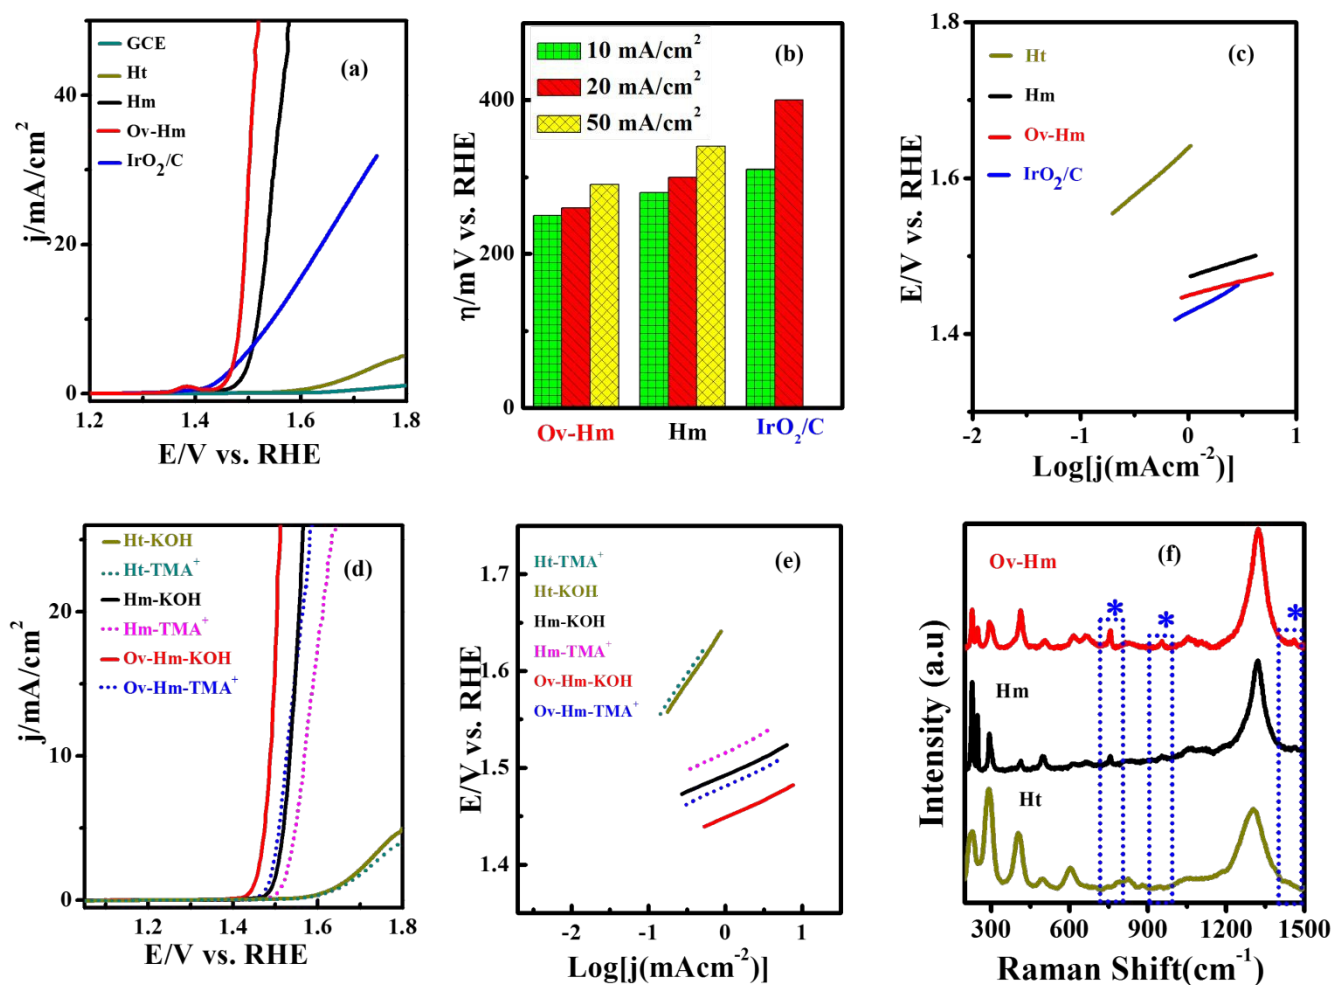 GCE
Ht
Hm
Ov-Hm
IrO2/C
(a)
40
20
0
j/mA/cm2
1.2 1.4 1.6 1.8
E/V vs. RHE
10 mA/cm2
20 mA/cm2
50 mA/cm2
(b)
400
200
0
η/mV vs. RHE
Ov-Hm Hm IrO2/C
1.8
1.6
1.4
E/V vs. RHE
(c)
Ht
Hm
Ov-Hm
IrO2/C
-2 -1 0 1
Log[j(mAcm-2)]
Ht-KOH
Ht-TMA+
Hm-KOH
Hm-TMA+
Ov-Hm-KOH
Ov-Hm-TMA+
(d)
20
10
0
j/mA/cm2
1.4 1.6 1.8
E/V vs. RHE
Ht-TMA+
Ht-KOH
Hm-KOH
Hm-TMA+
Ov-Hm-KOH
Ov-Hm-TMA+
(e)
1.7
1.6
1.5
1.4
E/V vs. RHE
-2 -1 0 1
Log[j(mAcm-2)]
Ov-Hm
(f)
* * *
Hm
Ht
Intensity (a.u)
300 600 900 1200 1500
Raman Shift(cm-1)